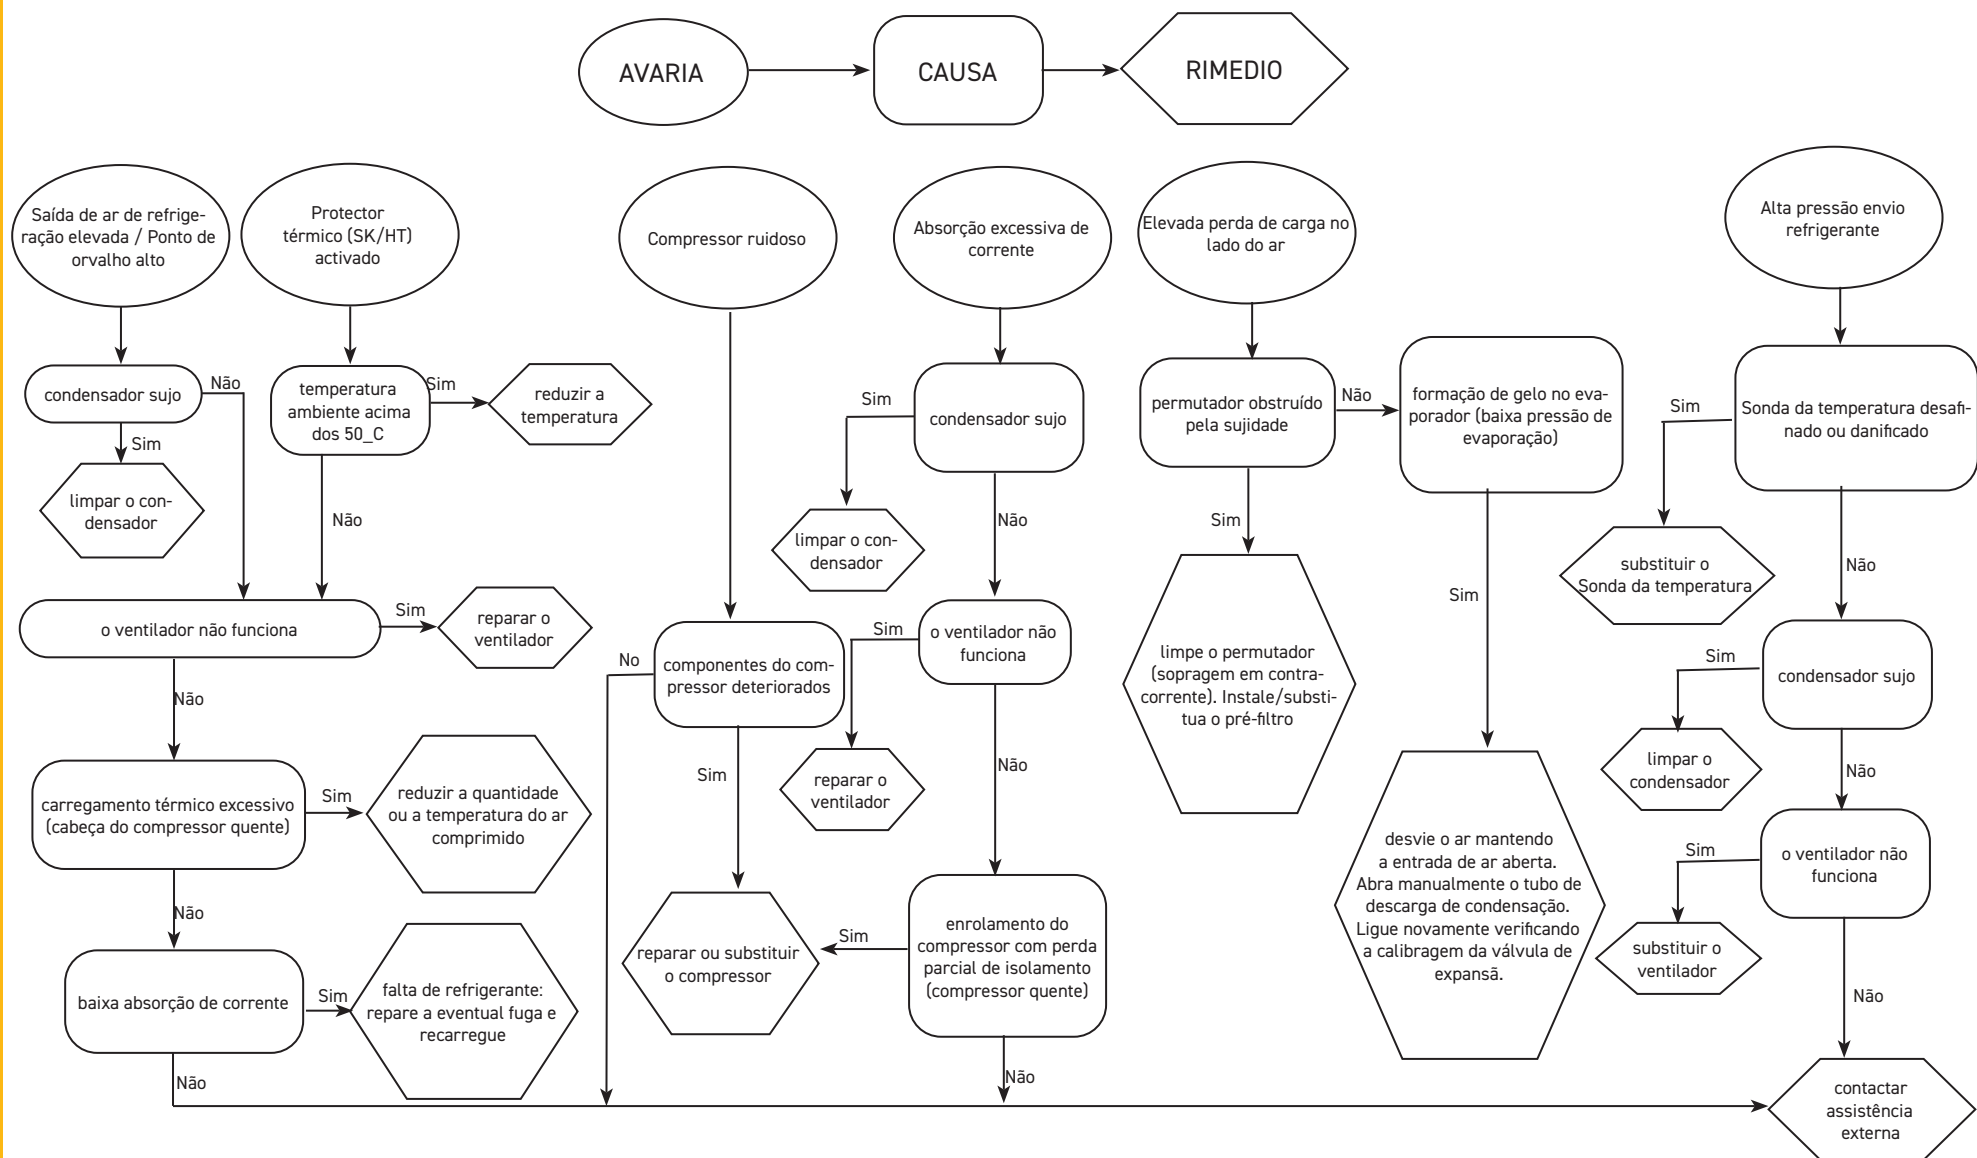 AVARIA
CAUSA
RIMEDIO
Saída de ar de refrige-
ração elevada / Ponto de
orvalho alto
Protector
térmico (SK/HT)
activado
Compressor ruidoso
Absorção excessiva de
corrente
Elevada perda de carga no
lado do ar
Alta pressão envio
refrigerante
condensador sujo
Não
Sim
limpar o con-
densador
temperatura
ambiente acima
dos 50_C
Sim
reduzir a
temperatura
Não
o ventilador não funciona
Sim
reparar o
ventilador
Não
carregamento térmico excessivo
(cabeça do compressor quente)
Sim
reduzir a quantidade
ou a temperatura do ar
comprimido
Não
baixa absorção de corrente
Sim
falta de refrigerante:
repare a eventual fuga e
recarregue
Não
No
componentes do com-
pressor deteriorados
Sim
reparar ou substituir
o compressor
Sim
condensador sujo
limpar o con-
densador
Não
Sim
o ventilador não
funciona
reparar o
ventilador
Não
Sim
enrolamento do
compressor com perda
parcial de isolamento
(compressor quente)
Não
permutador obstruído
pela sujidade
Não
formação de gelo no eva-
porador (baixa pressão de
evaporação)
Sim
limpe o permutador
(sopragem em contra-
corrente). Instale/substi-
tua o pré-filtro
Sim
desvie o ar mantendo
a entrada de ar aberta.
Abra manualmente o tubo de
descarga de condensação.
Ligue novamente verificando
a calibragem da válvula de
expansã.
Sim
Sonda da temperatura desafi-
nado ou danificado
substituir o
Sonda da temperatura
Não
Sim
condensador sujo
limpar o
condensador
Não
Sim
o ventilador não
funciona
substituir o
ventilador
Não
contactar
assistência
externa